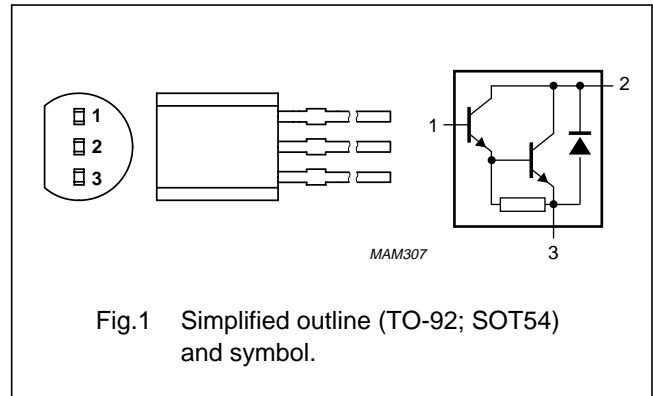 1
2
3
1
2
3
MAM307
Fig.1 Simplified outline (TO-92; SOT54)
and symbol.